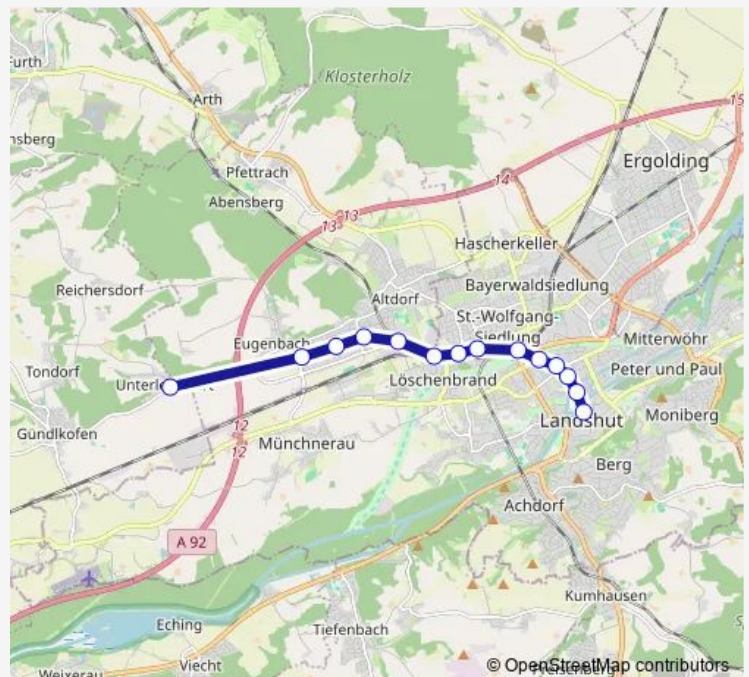 Furth
Klosterholz
Arth
15
Ergolding
Pfettrach
14
Abensberg
13
13
Hascherkeller
Reichersdorf
Bayerwaldsiedlung
Altdorf
St.-Wolfgang-
Siedlung
Mitterwöhr
Eugenbach
Tondorf
Peter und Paul
Löschenbrand
Moniberg
Landshut
Gündlkofen
12
Münchnerau
12
Berg
Achdorf
A 92
Kumhausen
Eching
Tiefenbach
Viecht
Weixerau
© OpenStreetMap contributors